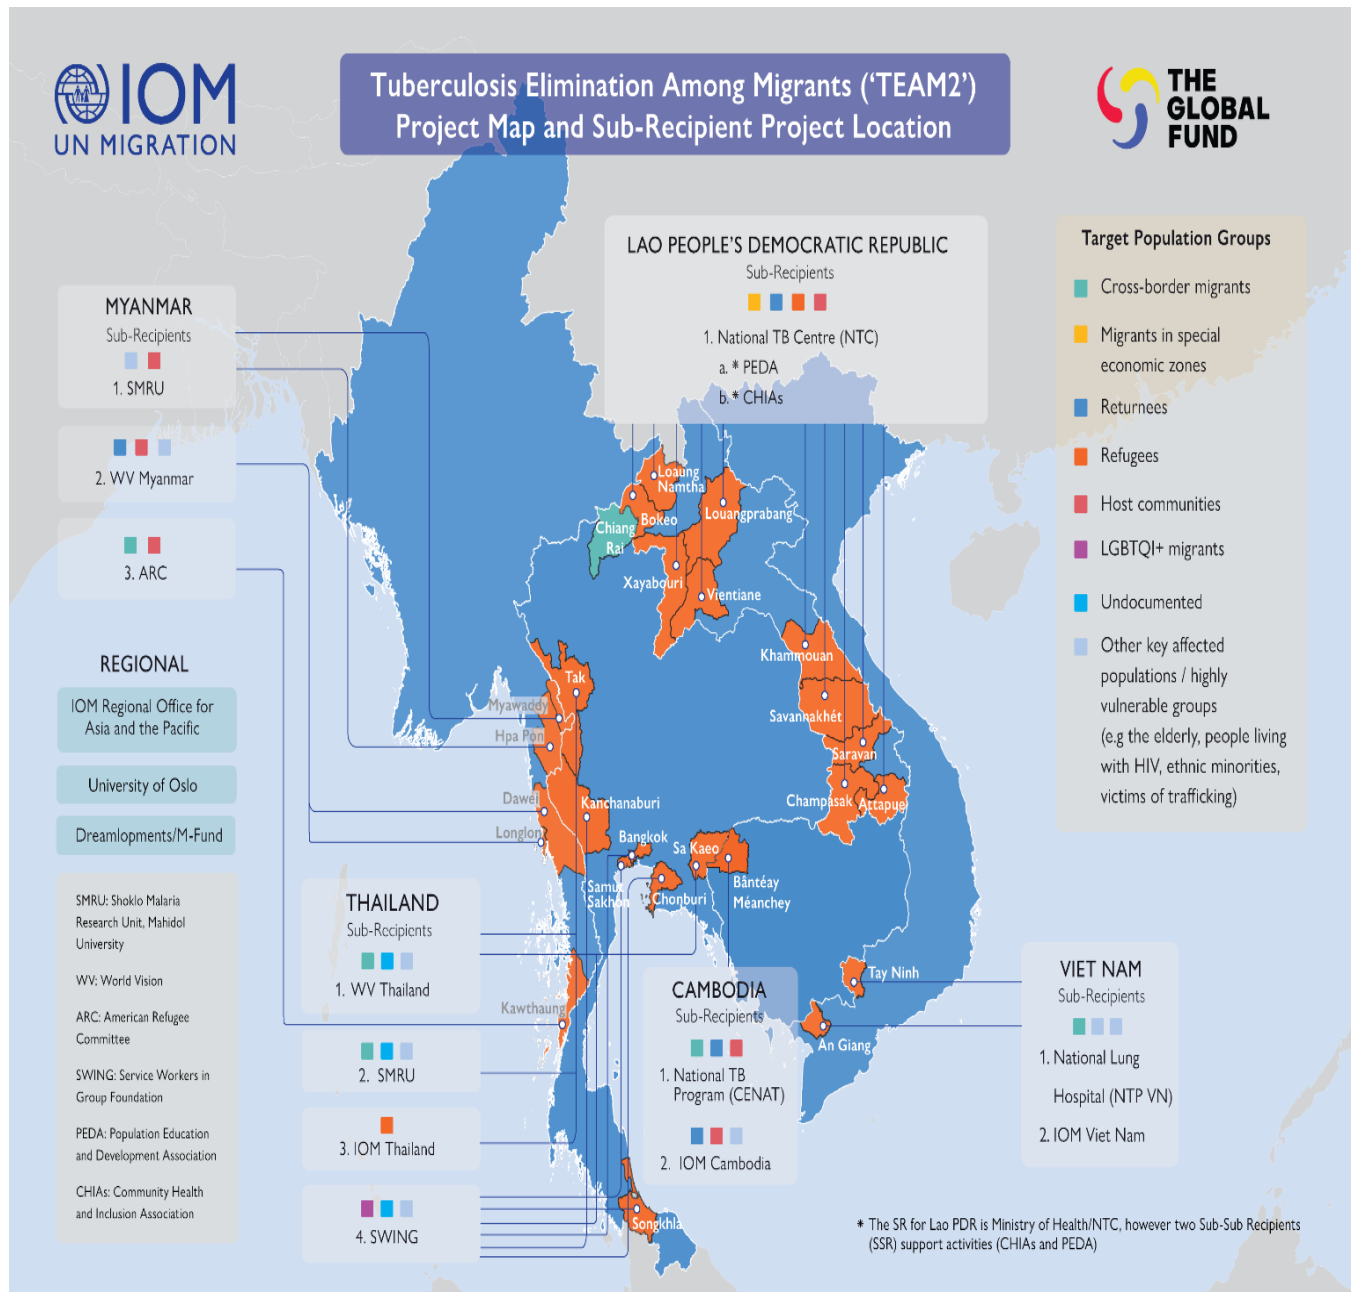 IOM
UN MIGRATION
Tuberculosis Elimination Among Migrants (‘TEAM2’)
Project Map and Sub-Recipient Project Location
THE
GLOBAL
FUND
LAO PEOPLE’S DEMOCRATIC REPUBLIC
Sub-Recipients
1. National TB Centre (NTC)
a. * PEDA
b. * CHIAs
Target Population Groups
Cross-border migrants
Migrants in special
economic zones
Returnees
Refugees
Host communities
LGBTQI+ migrants
Undocumented
Other key affected
populations / highly
vulnerable groups
(e.g the elderly, people living
with HIV, ethnic minorities,
victims of trafficking)
MYANMAR
Sub-Recipients
1. SMRU
2. WV Myanmar
3. ARC
REGIONAL
IOM Regional Office for
Asia and the Pacific
University of Oslo
Dreamlopments/M-Fund
SMRU: Shoklo Malaria
Research Unit, Mahidol
University
WV: World Vision
ARC: American Refugee
Committee
SWING: Service Workers in
Group Foundation
PEDA: Population Education
and Development Association
CHIAs: Community Health
and Inclusion Association
Loaung
Namtha
Bokeo
Louangprabang
Chiang
Rai
Xayabouri
Vientiane
Khammouan
Savannakhét
Saravan
Champasak
Attapue
Tak
Myawaddy
Hpa Pon
Dawei
Longlon
Kanchanaburi
Bangkok
Sa Kaeo
Samut
Sakhon
Chonburi
Bântéay
Méanchey
Kawthaung
Tay Ninh
An Giang
Songkhla
THAILAND
Sub-Recipients
1. WV Thailand
2. SMRU
3. IOM Thailand
4. SWING
CAMBODIA
Sub-Recipients
1. National TB
Program (CENAT)
2. IOM Cambodia
VIET NAM
Sub-Recipients
1. National Lung
Hospital (NTP VN)
2. IOM Viet Nam
* The SR for Lao PDR is Ministry of Health/NTC, however two Sub-Sub Recipients
(SSR) support activities (CHIAs and PEDA)